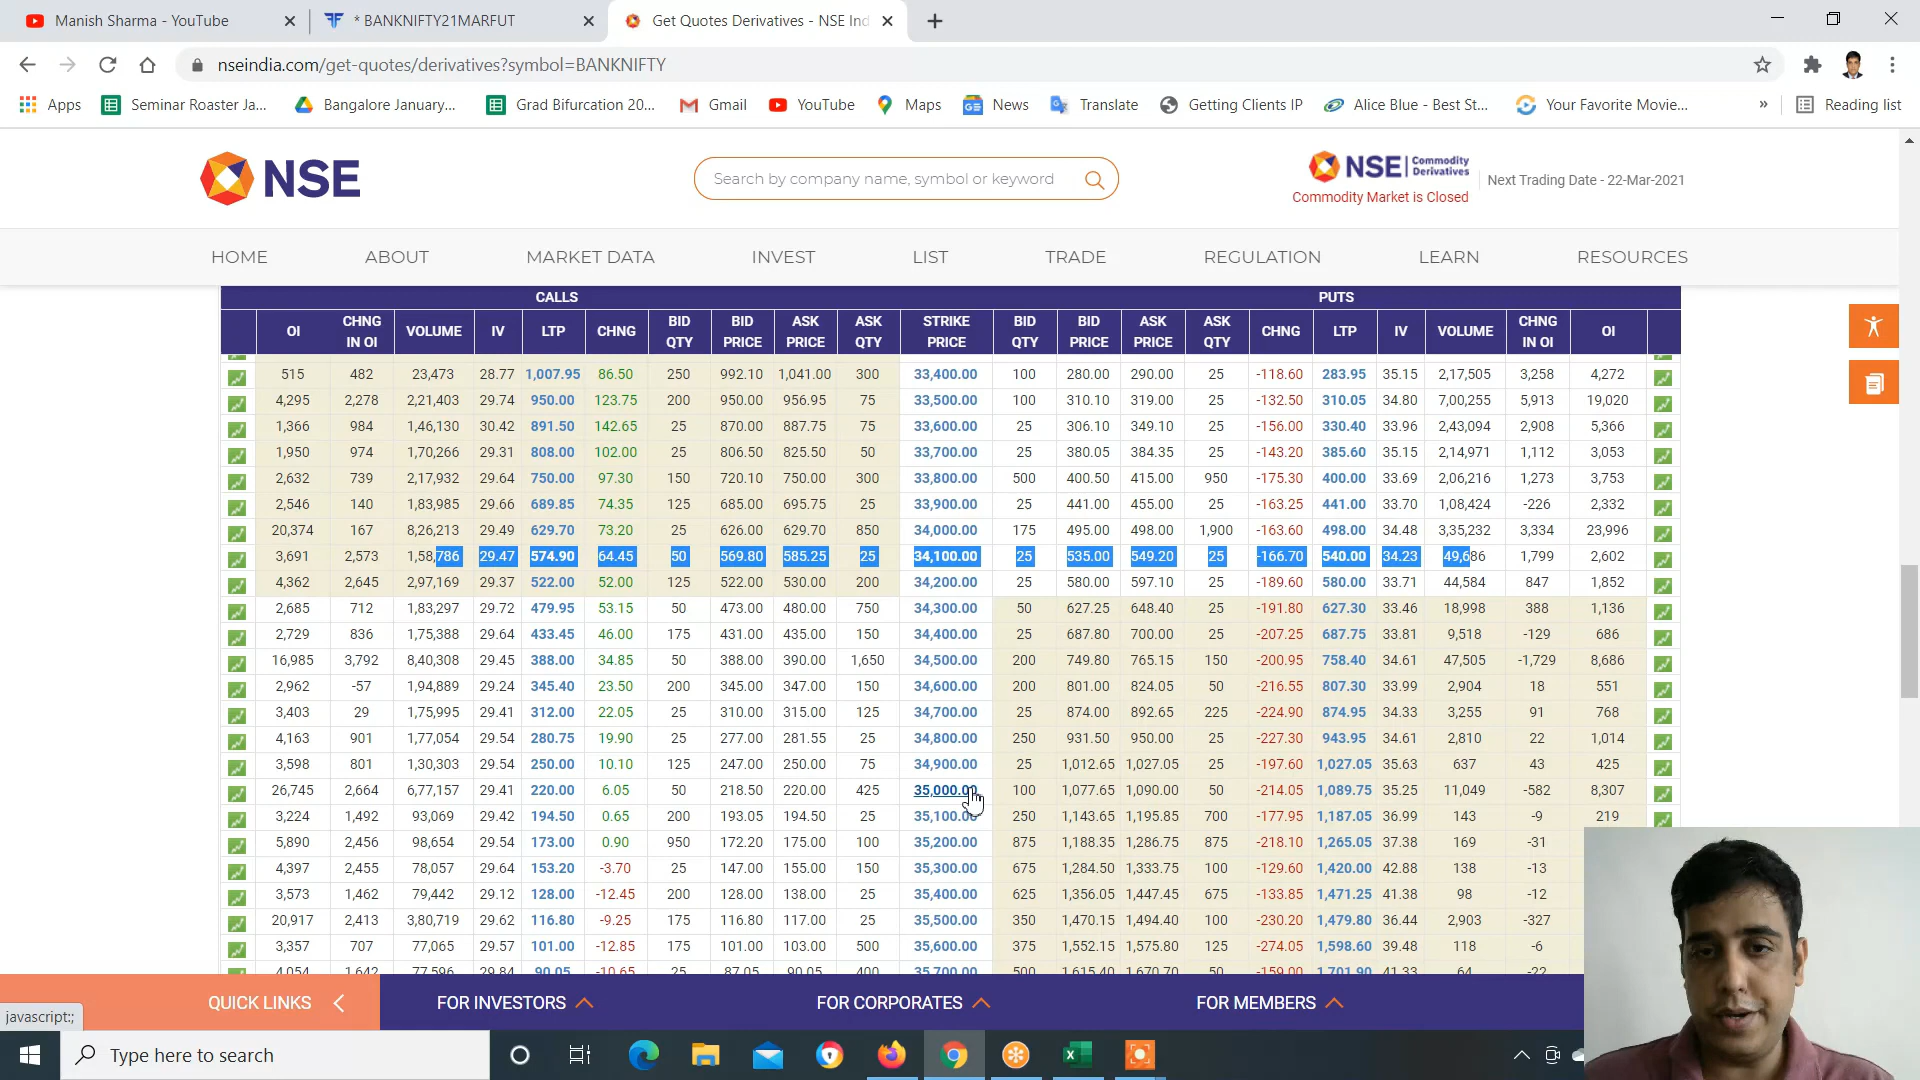 Manish Sharma - YouTube
* BANKNIFTY21MARFUT
Get Quotes Derivatives - NSE Ind
nseindia.com/get-quotes/derivatives?symbol=BANKNIFTY
Apps Seminar Roaster Ja... Bangalore January... Grad Bifurcation 20... Gmail YouTube Maps News Translate Getting Clients IP Alice Blue - Best St... Your Favorite Movie... » Reading list
NSE
Search by company name, symbol or keyword
NSE Commodity Derivatives
Commodity Market is Closed
Next Trading Date - 22-Mar-2021
HOME ABOUT MARKET DATA INVEST LIST TRADE REGULATION LEARN RESOURCES
CALLS PUTS
OI CHNG IN OI VOLUME IV LTP CHNG BID QTY BID PRICE ASK PRICE ASK QTY STRIKE PRICE BID QTY BID PRICE ASK PRICE ASK QTY CHNG LTP IV VOLUME CHNG IN OI OI
515 482 23,473 28.77 1,007.95 86.50 250 992.10 1,041.00 300 33,400.00 100 280.00 290.00 25 -118.60 283.95 35.15 2,17,505 3,258 4,272
4,295 2,278 2,21,403 29.74 950.00 123.75 200 950.00 956.95 75 33,500.00 100 310.10 319.00 25 -132.50 310.05 34.80 7,00,255 5,913 19,020
1,366 984 1,46,130 30.42 891.50 142.65 25 870.00 887.75 75 33,600.00 25 306.10 349.10 25 -156.00 330.40 33.96 2,43,094 2,908 5,366
1,950 974 1,70,266 29.31 808.00 102.00 25 806.50 825.50 50 33,700.00 25 380.05 384.35 25 -143.20 385.60 35.15 2,14,971 1,112 3,053
2,632 739 2,17,932 29.64 750.00 97.30 150 720.10 750.00 300 33,800.00 500 400.50 415.00 950 -175.30 400.00 33.69 2,06,216 1,273 3,753
2,546 140 1,83,985 29.66 689.85 74.35 125 685.00 695.75 25 33,900.00 25 441.00 455.00 25 -163.25 441.00 33.70 1,08,424 -226 2,332
20,374 167 8,26,213 29.49 629.70 73.20 25 626.00 629.70 850 34,000.00 175 495.00 498.00 1,900 -163.60 498.00 34.48 3,35,232 3,334 23,996
3,691 2,573 1,58,786 29.47 574.90 64.45 50 569.80 585.25 25 34,100.00 25 535.00 549.20 25 -166.70 540.00 34.23 49,686 1,799 2,602
4,362 2,645 2,97,169 29.37 522.00 52.00 125 522.00 530.00 200 34,200.00 25 580.00 597.10 25 -189.60 580.00 33.71 44,584 847 1,852
2,685 712 1,83,297 29.72 479.95 53.15 50 473.00 480.00 750 34,300.00 50 627.25 648.40 25 -191.80 627.30 33.46 18,998 388 1,136
2,729 836 1,75,388 29.64 433.45 46.00 175 431.00 435.00 150 34,400.00 25 687.80 700.00 25 -207.25 687.75 33.81 9,518 -129 686
16,985 3,792 8,40,308 29.45 388.00 34.85 50 388.00 390.00 1,650 34,500.00 200 749.80 765.15 150 -200.95 758.40 34.61 47,505 -1,729 8,686
2,962 -57 1,94,889 29.24 345.40 23.50 200 345.00 347.00 150 34,600.00 200 801.00 824.05 50 -216.55 807.30 33.99 2,904 18 551
3,403 29 1,75,995 29.41 312.00 22.05 25 310.00 315.00 125 34,700.00 25 874.00 892.65 225 -224.90 874.95 34.33 3,255 91 768
4,163 901 1,77,054 29.54 280.75 19.90 25 277.00 281.55 25 34,800.00 250 931.50 950.00 25 -227.30 943.95 34.61 2,810 22 1,014
3,598 801 1,30,303 29.54 250.00 10.10 125 247.00 250.00 75 34,900.00 25 1,012.65 1,027.05 25 -197.60 1,027.05 35.63 637 43 425
26,745 2,664 6,77,157 29.41 220.00 6.05 50 218.50 220.00 425 35,000.00 100 1,077.65 1,090.00 50 -214.05 1,089.75 35.25 11,049 -582 8,307
3,224 1,492 93,069 29.42 194.50 0.65 200 193.05 194.50 25 35,100.00 250 1,143.65 1,195.85 700 -177.95 1,187.05 36.99 143 -9 219
5,890 2,456 98,654 29.54 173.00 0.90 950 172.20 175.00 100 35,200.00 875 1,188.35 1,286.75 875 -218.10 1,265.05 37.38 169 -31
4,397 2,455 78,057 29.64 153.20 -3.70 25 147.00 155.00 150 35,300.00 675 1,284.50 1,333.75 100 -129.60 1,420.00 42.88 138 -13
3,573 1,462 79,442 29.12 128.00 -12.45 200 128.00 138.00 25 35,400.00 625 1,356.05 1,447.45 675 -133.85 1,471.25 41.38 98 -12
20,917 2,413 3,80,719 29.62 116.80 -9.25 175 116.80 117.00 25 35,500.00 350 1,470.15 1,494.40 100 -230.20 1,479.80 36.44 2,903 -327
3,357 707 77,065 29.57 101.00 -12.85 175 101.00 103.00 500 35,600.00 375 1,552.15 1,575.80 125 -274.05 1,598.60 39.48 118 -6
4,054 1,642 77,596 29.84 90.05 -10.65 25 87.05 90.05 400 35,700.00 500 1,615.40 1,670.70 50 -159.00 1,701.90 41.33 64 -22
QUICK LINKS FOR INVESTORS FOR CORPORATES FOR MEMBERS
javascript:;
Type here to search